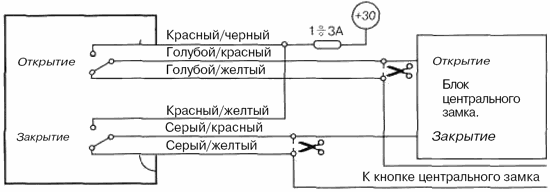 Красный/черный
1÷3А
+30
Голубой/красный
Открытие
Голубой/желтый
Открытие
Блок
центрального
замка.
Красный/желтый
Серый/красный
Закрытие
Закрытие
Серый/желтый
К кнопке центрального замка